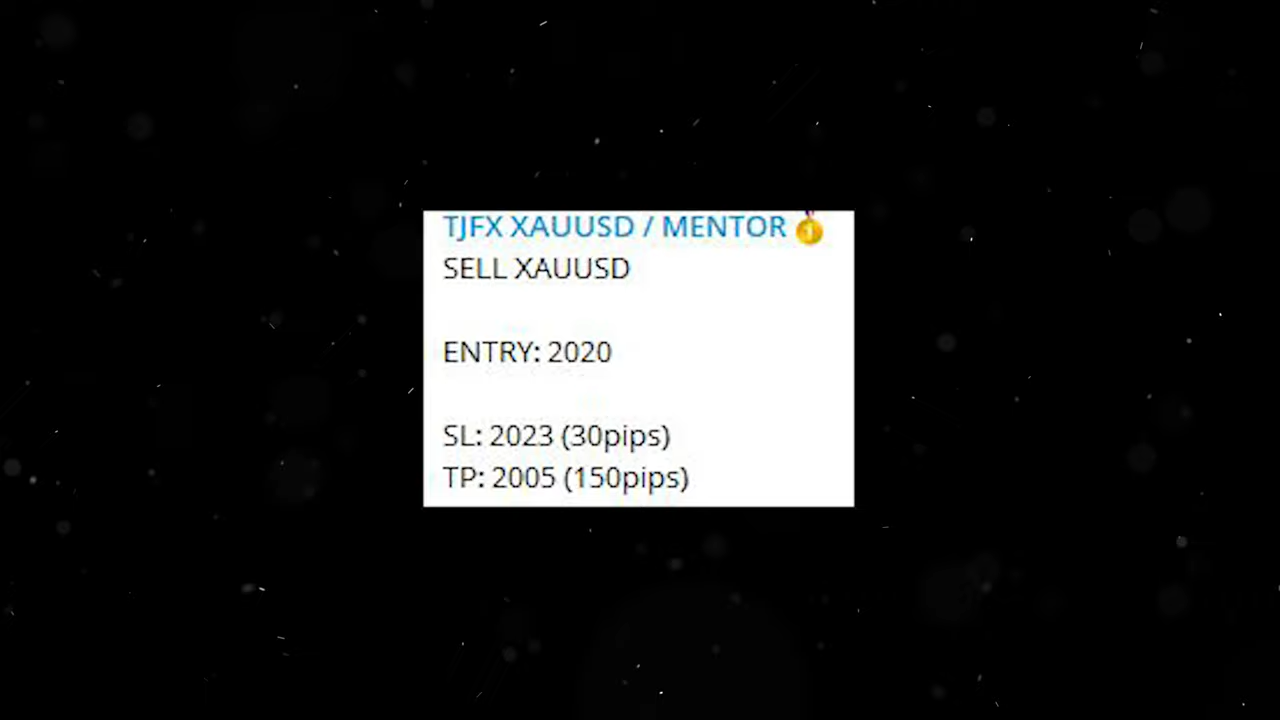 TJFX XAUUSD / MENTOR 🥇
SELL XAUUSD
ENTRY: 2020
SL: 2023 (30pips)
TP: 2005 (150pips)